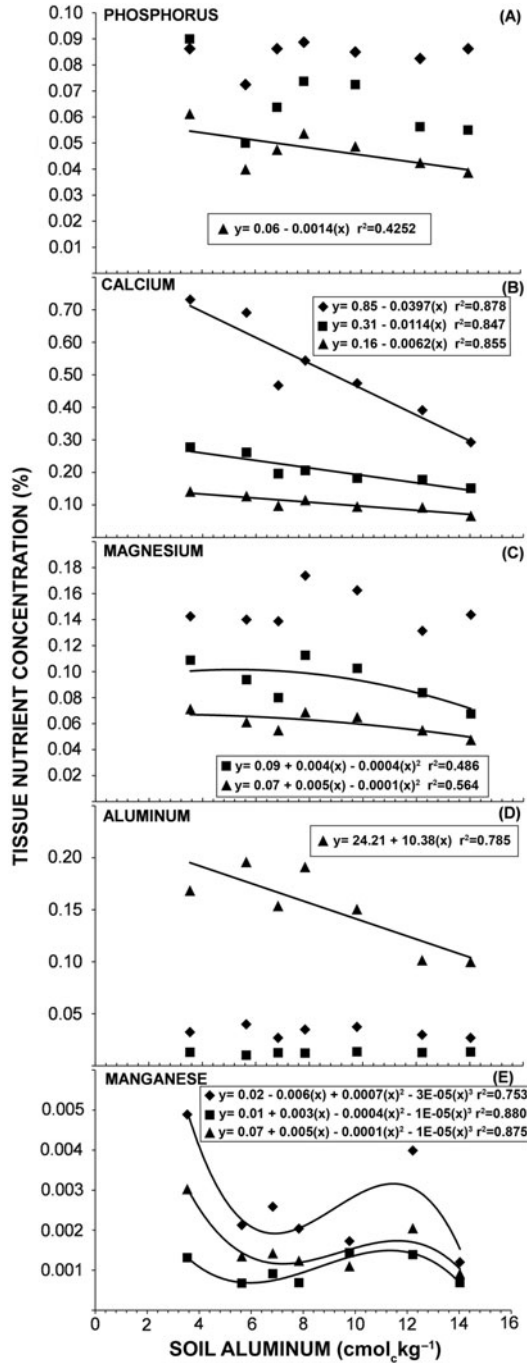 PHOSPHORUS (A)
0.10
0.09
0.08
0.07
0.06
0.05
0.04
0.03
0.02
0.01
y= 0.06 - 0.0014(x) r²=0.4252
CALCIUM (B)
y= 0.85 - 0.0397(x) r²=0.878
y= 0.31 - 0.0114(x) r²=0.847
y= 0.16 - 0.0062(x) r²=0.855
0.70
0.60
0.50
0.40
0.30
0.20
0.10
MAGNESIUM (C)
0.18
0.16
0.14
0.12
0.10
0.08
0.06
0.04
0.02
y= 0.09 + 0.004(x) - 0.0004(x)² r²=0.486
y= 0.07 + 0.005(x) - 0.0001(x)² r²=0.564
ALUMINUM (D)
y= 24.21 + 10.38(x) r²=0.785
0.20
0.15
0.10
0.05
MANGANESE (E)
y= 0.02 - 0.006(x) + 0.0007(x)² - 3E-05(x)³ r²=0.753
y= 0.01 + 0.003(x) - 0.0004(x)² - 1E-05(x)³ r²=0.880
y= 0.07 + 0.005(x) - 0.0001(x)² - 1E-05(x)³ r²=0.875
0.005
0.004
0.003
0.002
0.001
0 2 4 6 8 10 12 14 16
SOIL ALUMINUM (cmolckg⁻¹)
TISSUE NUTRIENT CONCENTRATION (%)